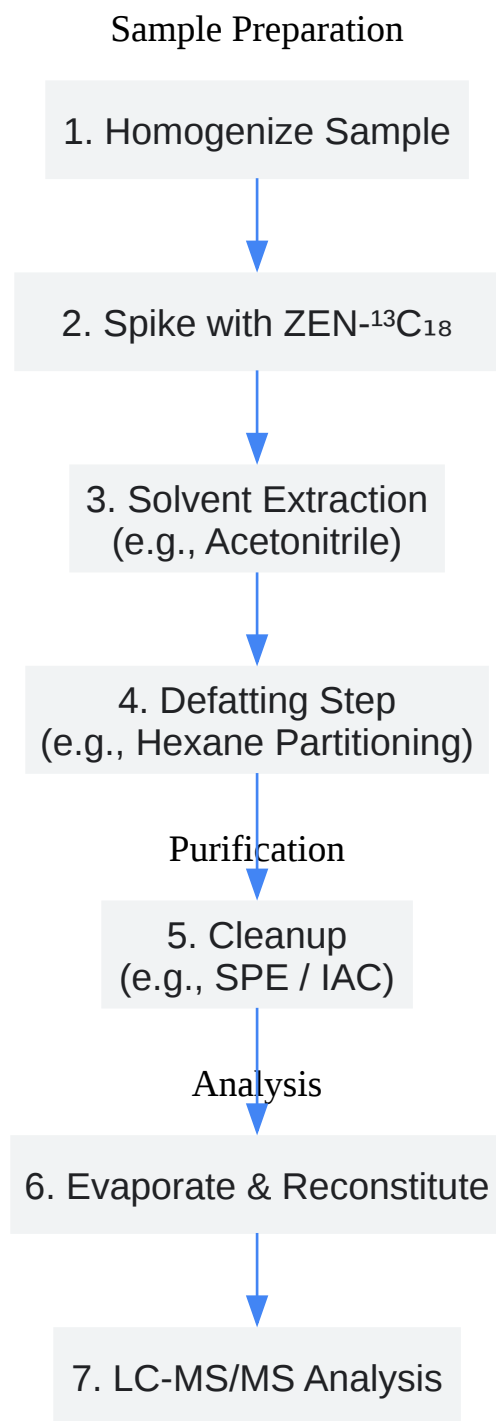 Sample Preparation
1. Homogenize Sample
2. Spike with ZEN-¹³C₁₈
3. Solvent Extraction
(e.g., Acetonitrile)
4. Defatting Step
(e.g., Hexane Partitioning)
Purification
5. Cleanup
(e.g., SPE / IAC)
Analysis
6. Evaporate & Reconstitute
7. LC-MS/MS Analysis